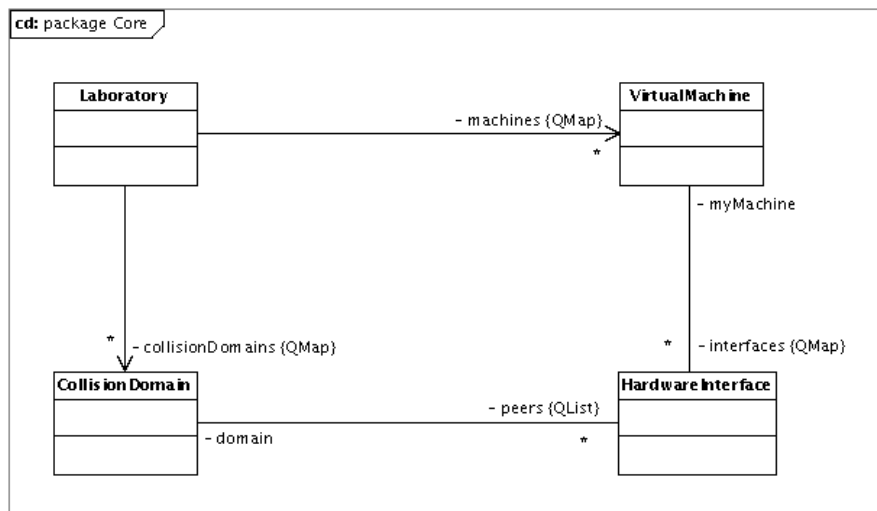 cd: package Core
Laboratory
VirtualMachine
- machines {QMap}
*
- myMachine
*
- collisionDomains {QMap}
*
- interfaces {QMap}
CollisionDomain
HardwareInterface
- peers {QList}
- domain
*